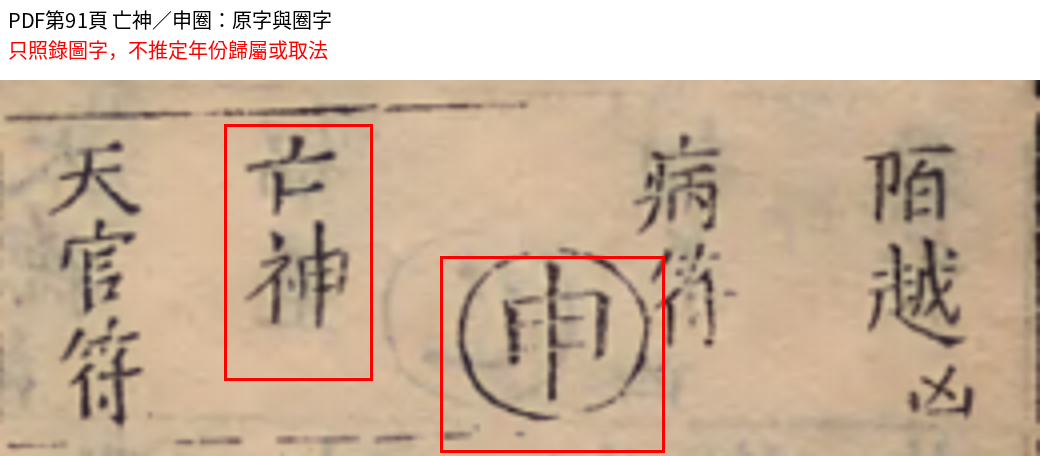 PDF第91頁 亡神／申圈：原字與圈字
只照錄圖字，不推定年份歸屬或取法
陌越凶
病符
申
亡神
天官符